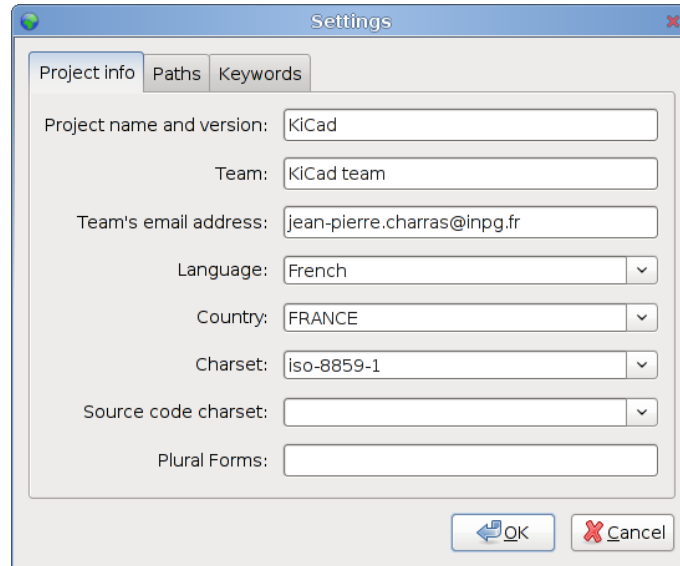 Settings
Project info Paths Keywords
Project name and version: KiCad
Team: KiCad team
Team's email address: jean-pierre.charras@inpg.fr
Language: French
Country: FRANCE
Charset: iso-8859-1
Source code charset:
Plural Forms:
OK Cancel